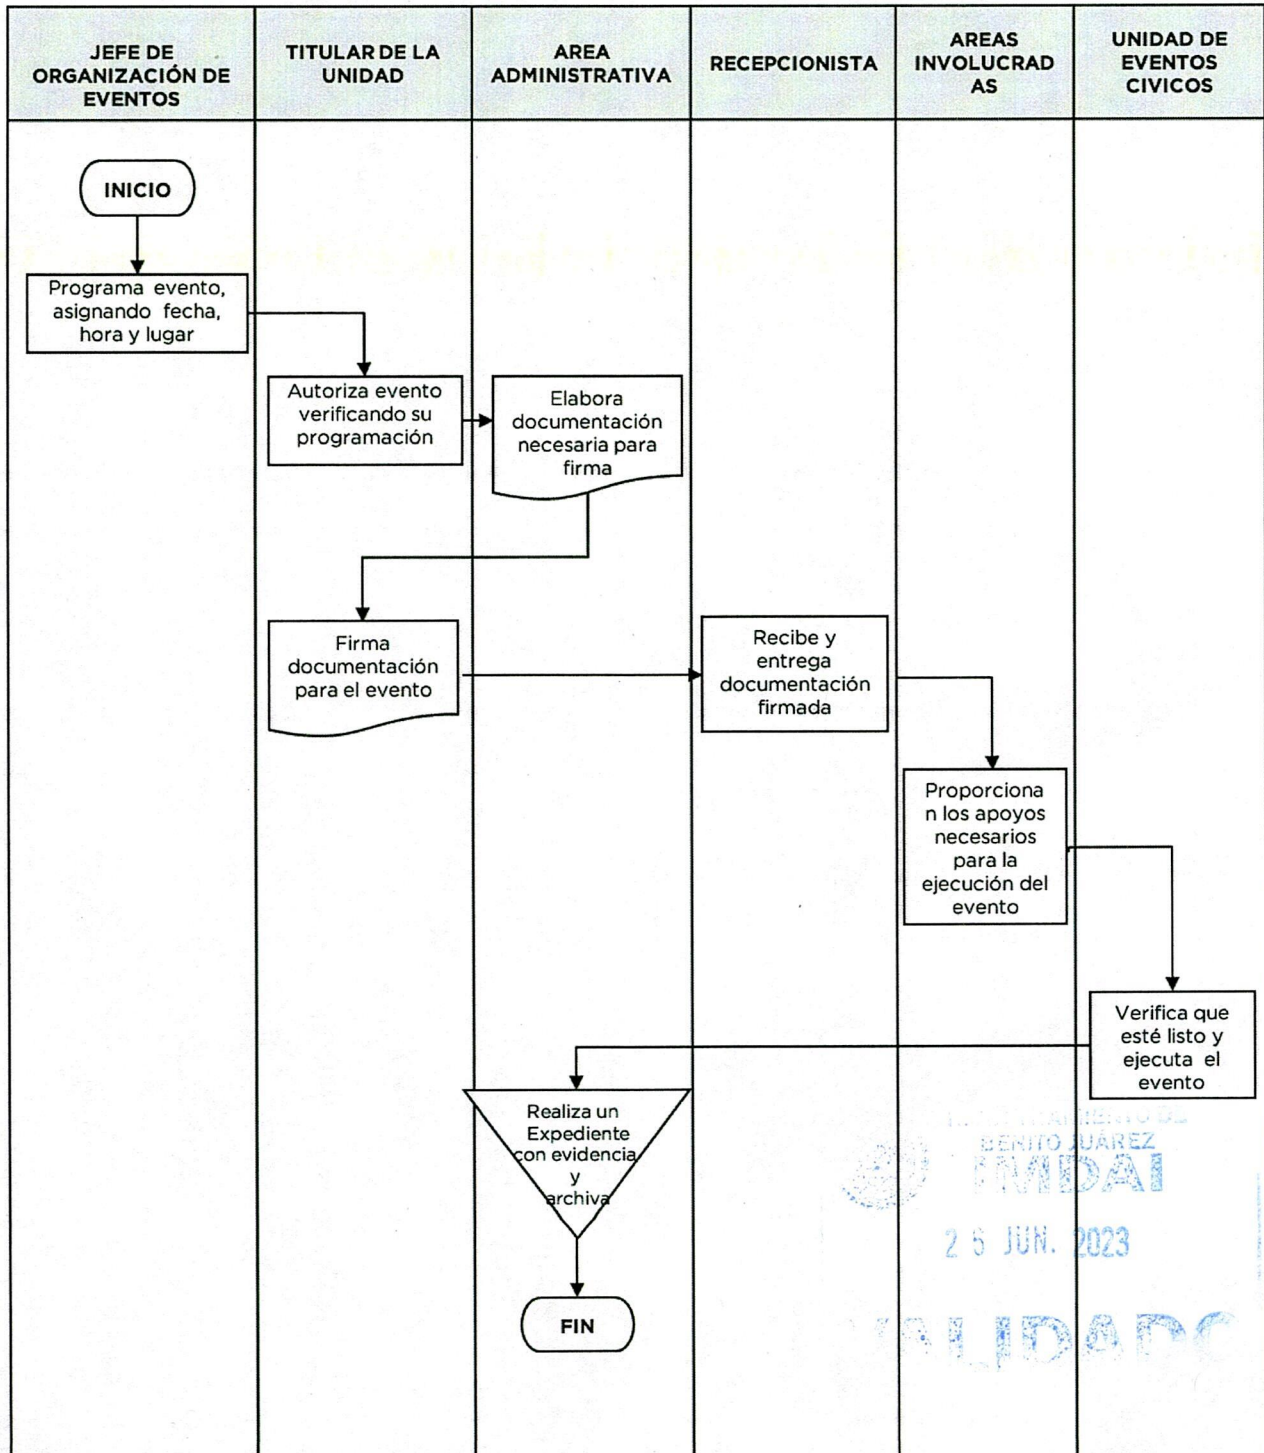 JEFE DE
ORGANIZACIÓN DE
EVENTOS
TITULAR DE LA
UNIDAD
AREA
ADMINISTRATIVA
RECEPCIONISTA
AREAS
INVOLUCRAD
AS
UNIDAD DE
EVENTOS
CIVICOS
INICIO
Programa evento,
asignando fecha,
hora y lugar
Autoriza evento
verificando su
programación
Elabora
documentación
necesaria para
firma
Firma
documentación
para el evento
Recibe y
entrega
documentación
firmada
Proporciona
n los apoyos
necesarios
para la
ejecución del
evento
Verifica que
esté listo y
ejecuta el
evento
Realiza un
Expediente
con evidencia
y
archiva
FIN
BENITO JUÁREZ
IMDAI
26 JUN. 2023